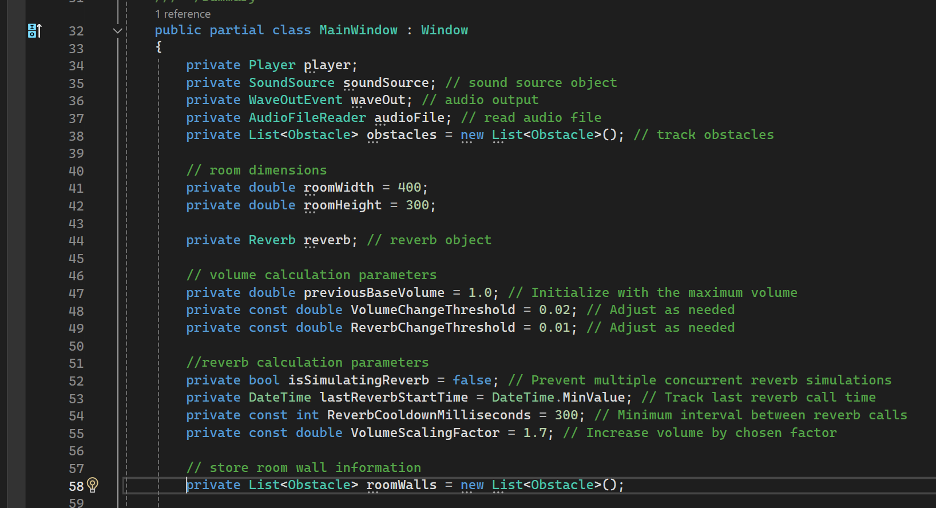 31 /// </summary>
1 reference
32 public partial class MainWindow : Window
33 {
34 private Player player;
35 private SoundSource soundSource; // sound source object
36 private WaveOutEvent waveOut; // audio output
37 private AudioFileReader audioFile; // read audio file
38 private List<Obstacle> obstacles = new List<Obstacle>(); // track obstacles
39
40 // room dimensions
41 private double roomWidth = 400;
42 private double roomHeight = 300;
43
44 private Reverb reverb; // reverb object
45
46 // volume calculation parameters
47 private double previousBaseVolume = 1.0; // Initialize with the maximum volume
48 private const double VolumeChangeThreshold = 0.02; // Adjust as needed
49 private const double ReverbChangeThreshold = 0.01; // Adjust as needed
50
51 //reverb calculation parameters
52 private bool isSimulatingReverb = false; // Prevent multiple concurrent reverb simulations
53 private DateTime lastReverbStartTime = DateTime.MinValue; // Track last reverb call time
54 private const int ReverbCooldownMilliseconds = 300; // Minimum interval between reverb calls
55 private const double VolumeScalingFactor = 1.7; // Increase volume by chosen factor
56
57 // store room wall information
58 private List<Obstacle> roomWalls = new List<Obstacle>();
59